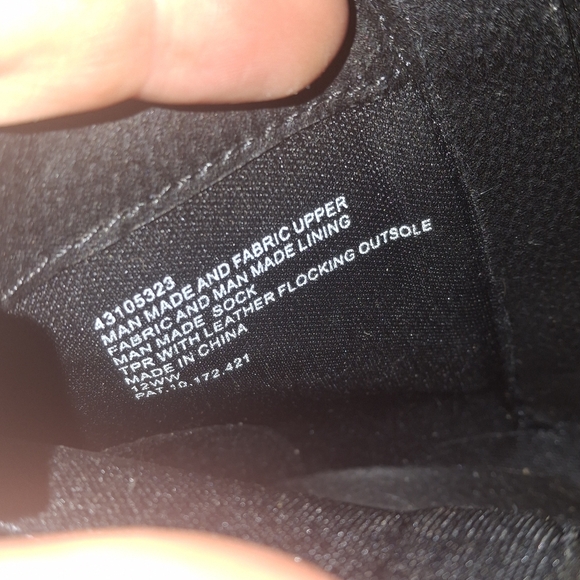 43105323
MAN MADE AND FABRIC UPPER
FABRIC AND MAN MADE LINING
MAN MADE SOCK
TPR WITH LEATHER FLOCKING OUTSOLE
MADE IN CHINA
12WW
PAT.10,172,421